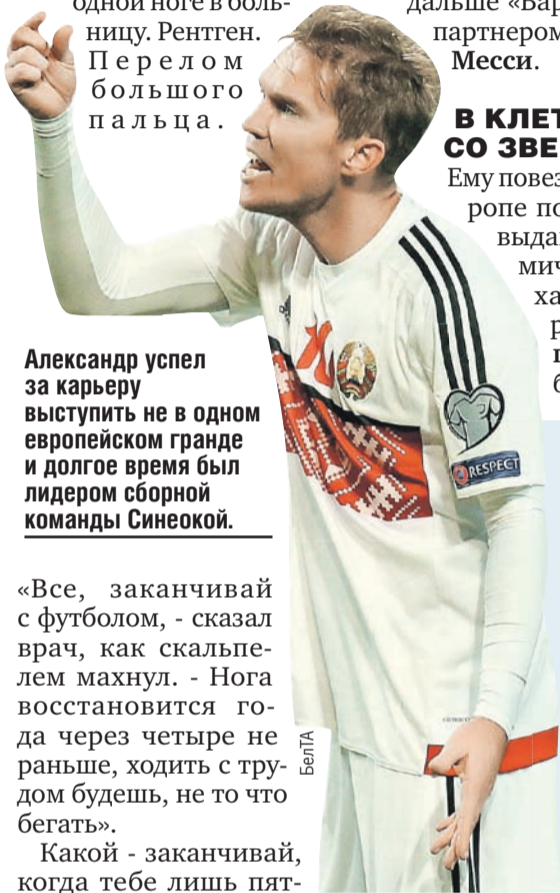 одной ноге в боль-
ницу. Рентген.
Перелом
большого
пальца.
Александр успел
за карьеру
выступить не в одном
европейском гранде
и долгое время был
лидером сборной
команды Синеокой.
«Все, заканчивай
с футболом, - сказал
врач, как скальпе-
лем махнул. - Нога
восстановится го-
да через четыре не
раньше, ходить с тру-
дом будешь, не то что
бегать».
Какой - заканчивай,
когда тебе лишь пят-
БелТА
RESPECT
10
дальше «Бар
партнером
Месси.
В КЛЕТ
СО ЗВЕ
Ему повез
ропе по
выда
мич
ха
р
б